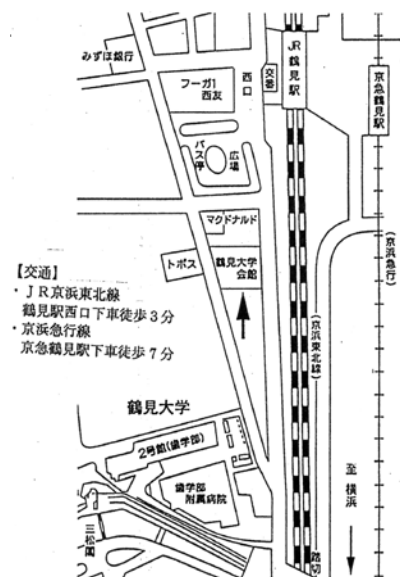 みずほ銀行
フーガ1
西友
西口
交番
JR鶴見駅
京急鶴見駅
バス停
広場
マクドナルド
トポス
鶴見大学
会館
【交通】
・JR京浜東北線
鶴見駅西口下車徒歩3分
・京浜急行線
京急鶴見駅下車徒歩7分
(京浜急行)
(京浜東北線)
鶴見大学
2号館(歯学部)
歯学部
附属病院
三松園
至横浜
踏切